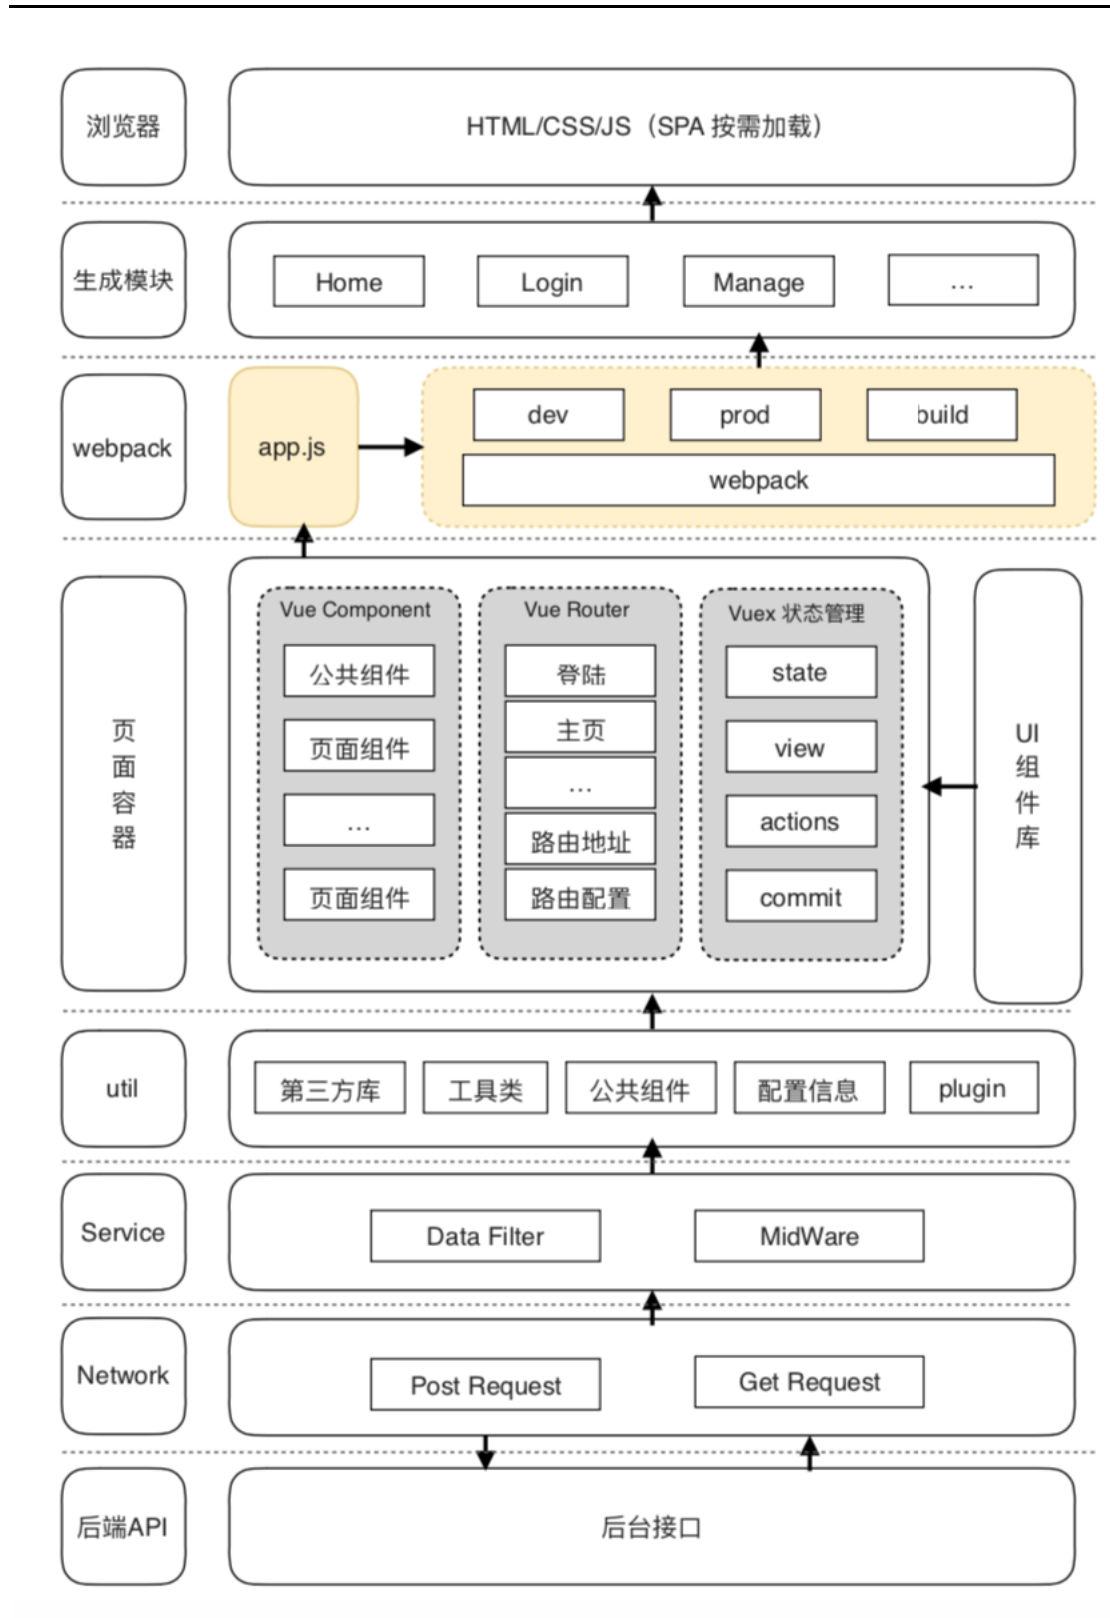 浏览器
HTML/CSS/JS（SPA 按需加载）
生成模块
Home
Login
Manage
...
webpack
app.js
dev
prod
build
webpack
页
面
容
器
Vue Component
公共组件
页面组件
...
页面组件
Vue Router
登陆
主页
...
路由地址
路由配置
Vuex 状态管理
state
view
actions
commit
UI
组
件
库
util
第三方库
工具类
公共组件
配置信息
plugin
Service
Data Filter
MidWare
Network
Post Request
Get Request
后端API
后台接口